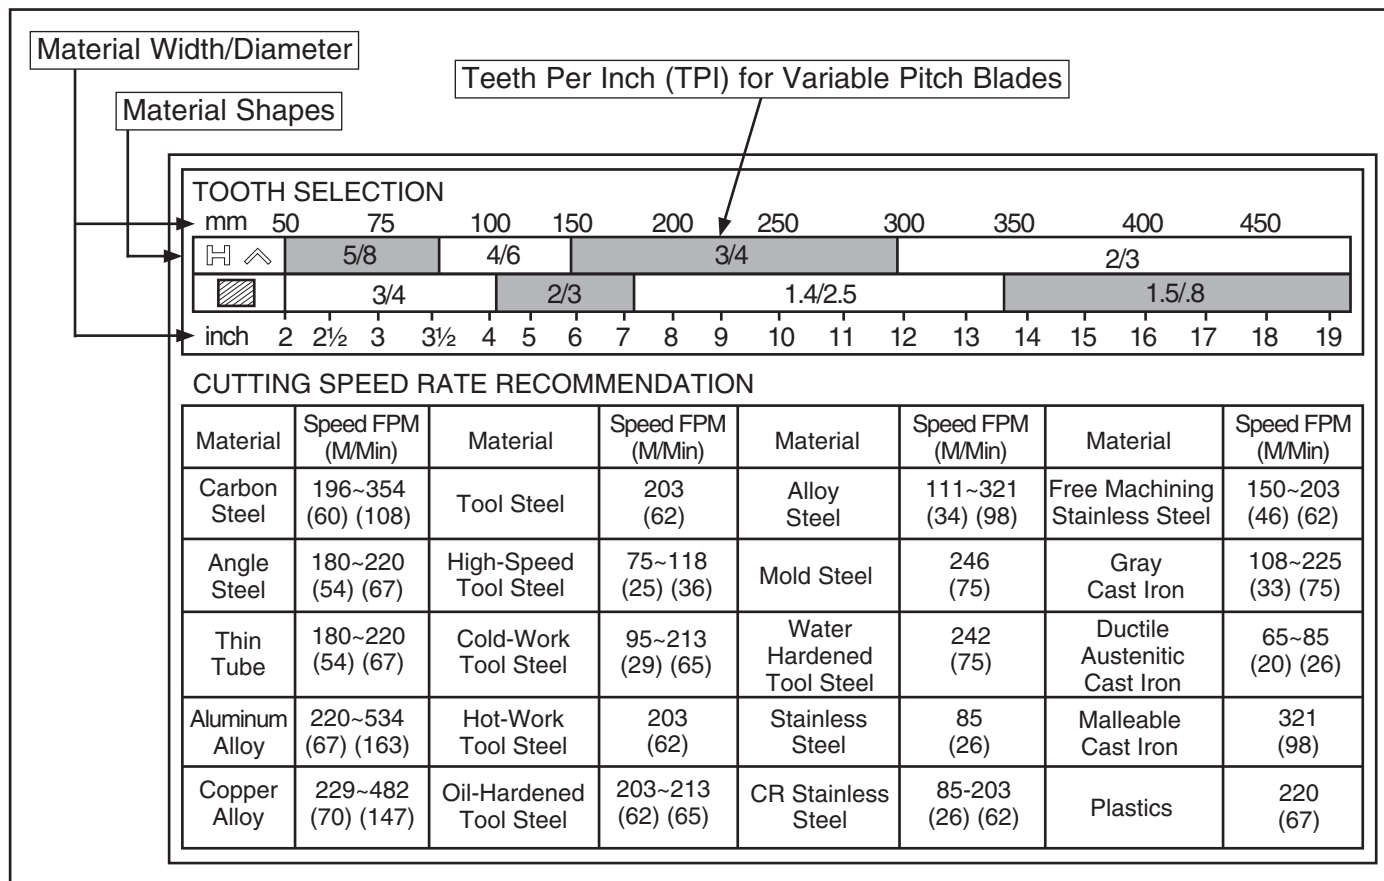 Material Width/Diameter
Teeth Per Inch (TPI) for Variable Pitch Blades
Material Shapes
TOOTH SELECTION
mm 50 75 100 150 200 250 300 350 400 450
5/8 4/6 3/4 2/3
3/4 2/3 1.4/2.5 1.5/.8
inch 2 2½ 3 3½ 4 5 6 7 8 9 10 11 12 13 14 15 16 17 18 19
CUTTING SPEED RATE RECOMMENDATION
Material Speed FPM (M/Min) Material Speed FPM (M/Min) Material Speed FPM (M/Min) Material Speed FPM (M/Min)
Carbon Steel 196~354 (60) (108) Tool Steel 203 (62) Alloy Steel 111~321 (34) (98) Free Machining Stainless Steel 150~203 (46) (62)
Angle Steel 180~220 (54) (67) High-Speed Tool Steel 75~118 (25) (36) Mold Steel 246 (75) Gray Cast Iron 108~225 (33) (75)
Thin Tube 180~220 (54) (67) Cold-Work Tool Steel 95~213 (29) (65) Water Hardened Tool Steel 242 (75) Ductile Austenitic Cast Iron 65~85 (20) (26)
Aluminum Alloy 220~534 (67) (163) Hot-Work Tool Steel 203 (62) Stainless Steel 85 (26) Malleable Cast Iron 321 (98)
Copper Alloy 229~482 (70) (147) Oil-Hardened Tool Steel 203~213 (62) (65) CR Stainless Steel 85-203 (26) (62) Plastics 220 (67)